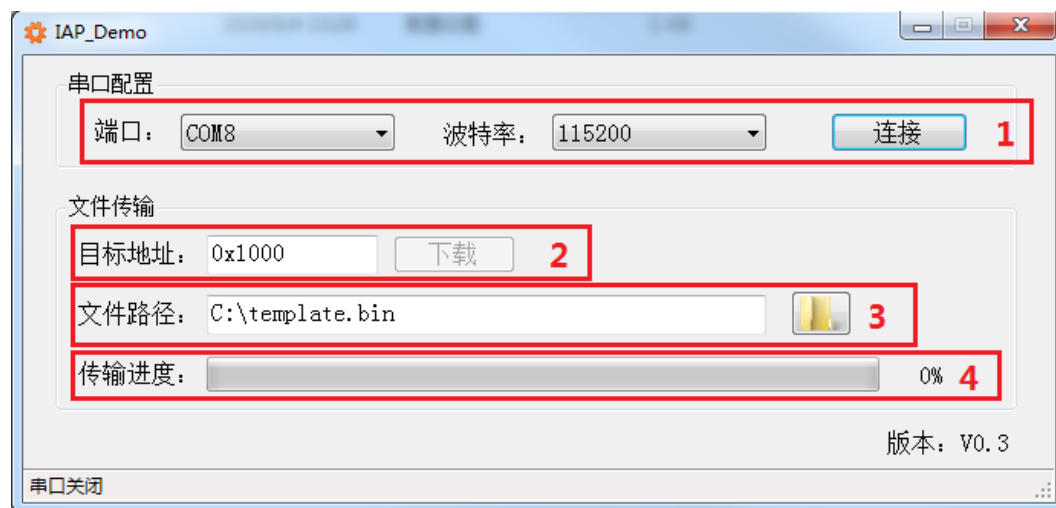 IAP_Demo
串口配置
端口： COM8 波特率： 115200 连接 1
文件传输
目标地址： 0x1000 下载 2
文件路径： C:\template.bin 3
传输进度： 0% 4
版本：V0.3
串口关闭